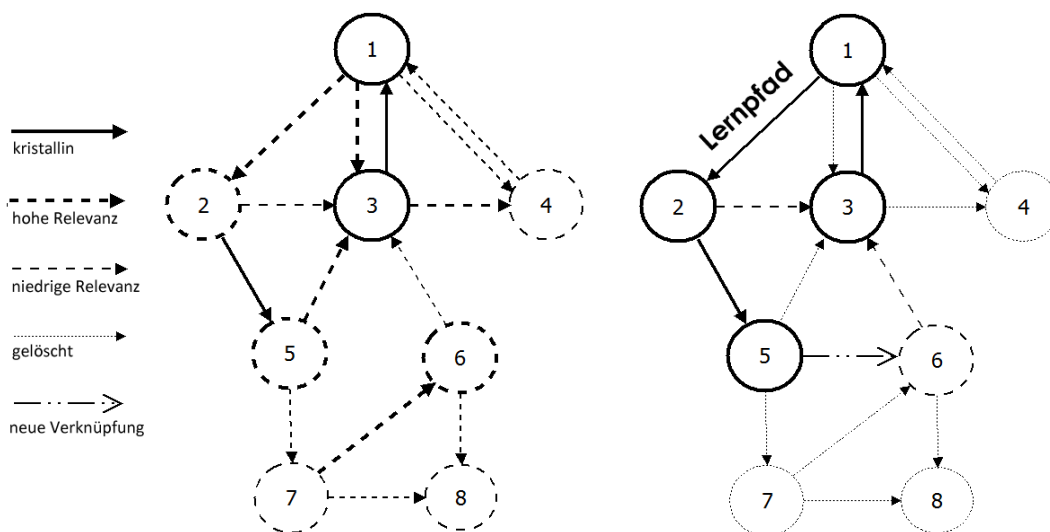 kristallin
hohe Relevanz
niedrige Relevanz
gelöscht
neue Verknüpfung
1
2
3
4
5
6
7
8
Lernpfad
1
2
3
4
5
6
7
8